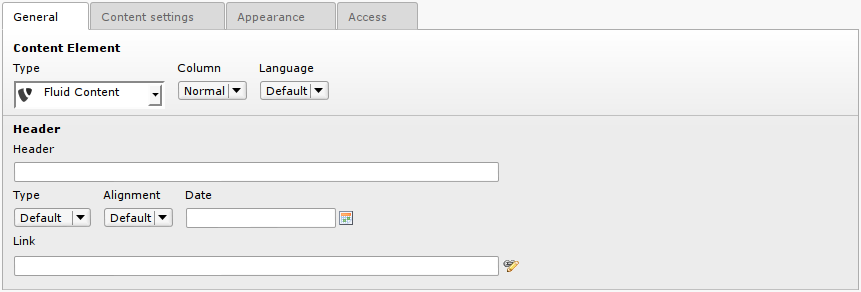 General Content settings Appearance Access
Content Element
Type Column Language
Fluid Content Normal Default
Header
Header
Type Alignment Date
Default Default
Link